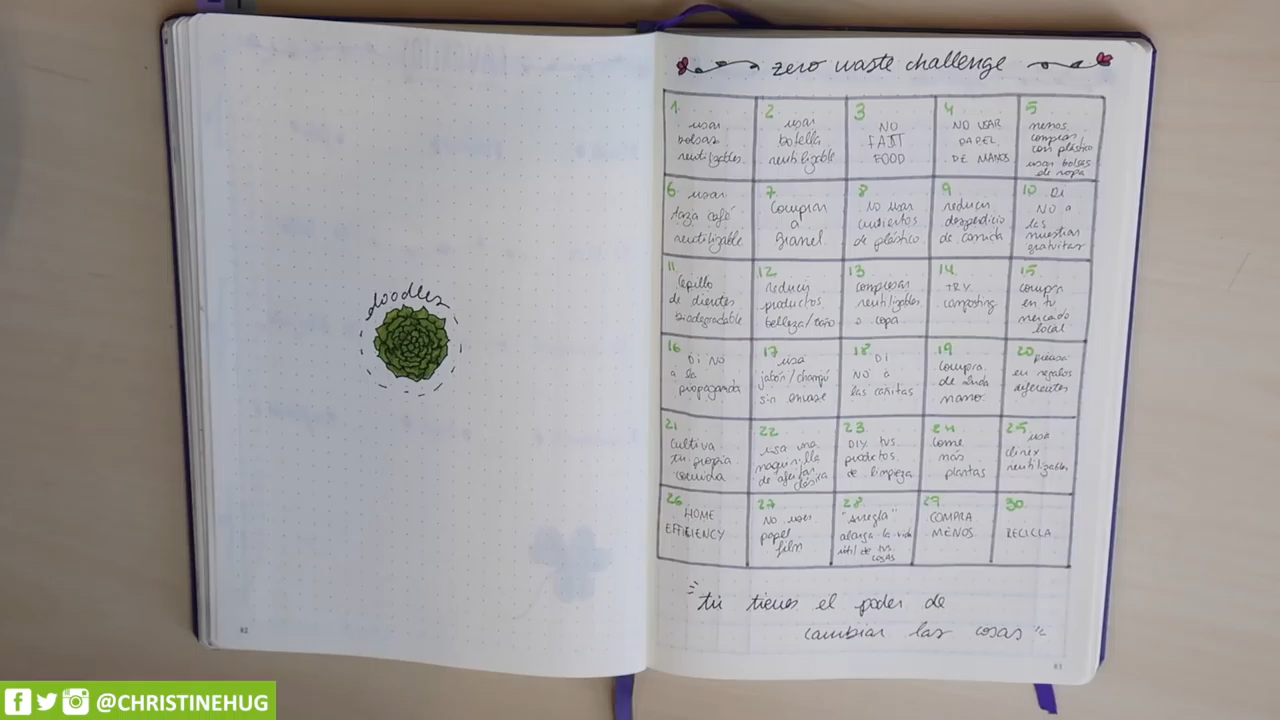 zero waste challenge
1.
usar
bolsas
reutilizables
2.
usar
botella
reutilizable
3
NO
FAST
FOOD
4
NO USAR
PAPEL
DE MANOS
5
menos
compras
con plástico
usar bolsas
de ropa
6 usar
taza café
reutilizable
7.
Comprar
a
granel
8
no usar
cubiertos
de plástico
9
reducir
desperdicio
de comida
10 Di
NO a
las
muestras
gratuitas
11
Cepillo
de dientes
biodegradable
12
reducir
productos
belleza/baño
13
compresas
reutilizables
o copa
14
TRY
composting
15
compra
en tu
mercado
local
16
Di NO
a la
propaganda
17
usa
jabón/champú
sin envase
18. Di
NO a
las cañitas
19
Compra
de 2nda
mano
20 piensa
en regalos
diferentes
21
Cultiva
tu propia
comida
22
usa una
maquinilla
de afeitar
clásica
23
DIY tus
productos
de limpieza
24
Come
más
plantas
25
usa
clinex
reutilizables
26
HOME
EFFICIENCY
27
No usar
papel
film
28
"arregla"
alarga la vida
útil de tus
cosas
29
COMPRA
MENOS
30
RECICLA
tú tienes el poder de
cambiar las cosas
doodles
82
83
@CHRISTINEHUG